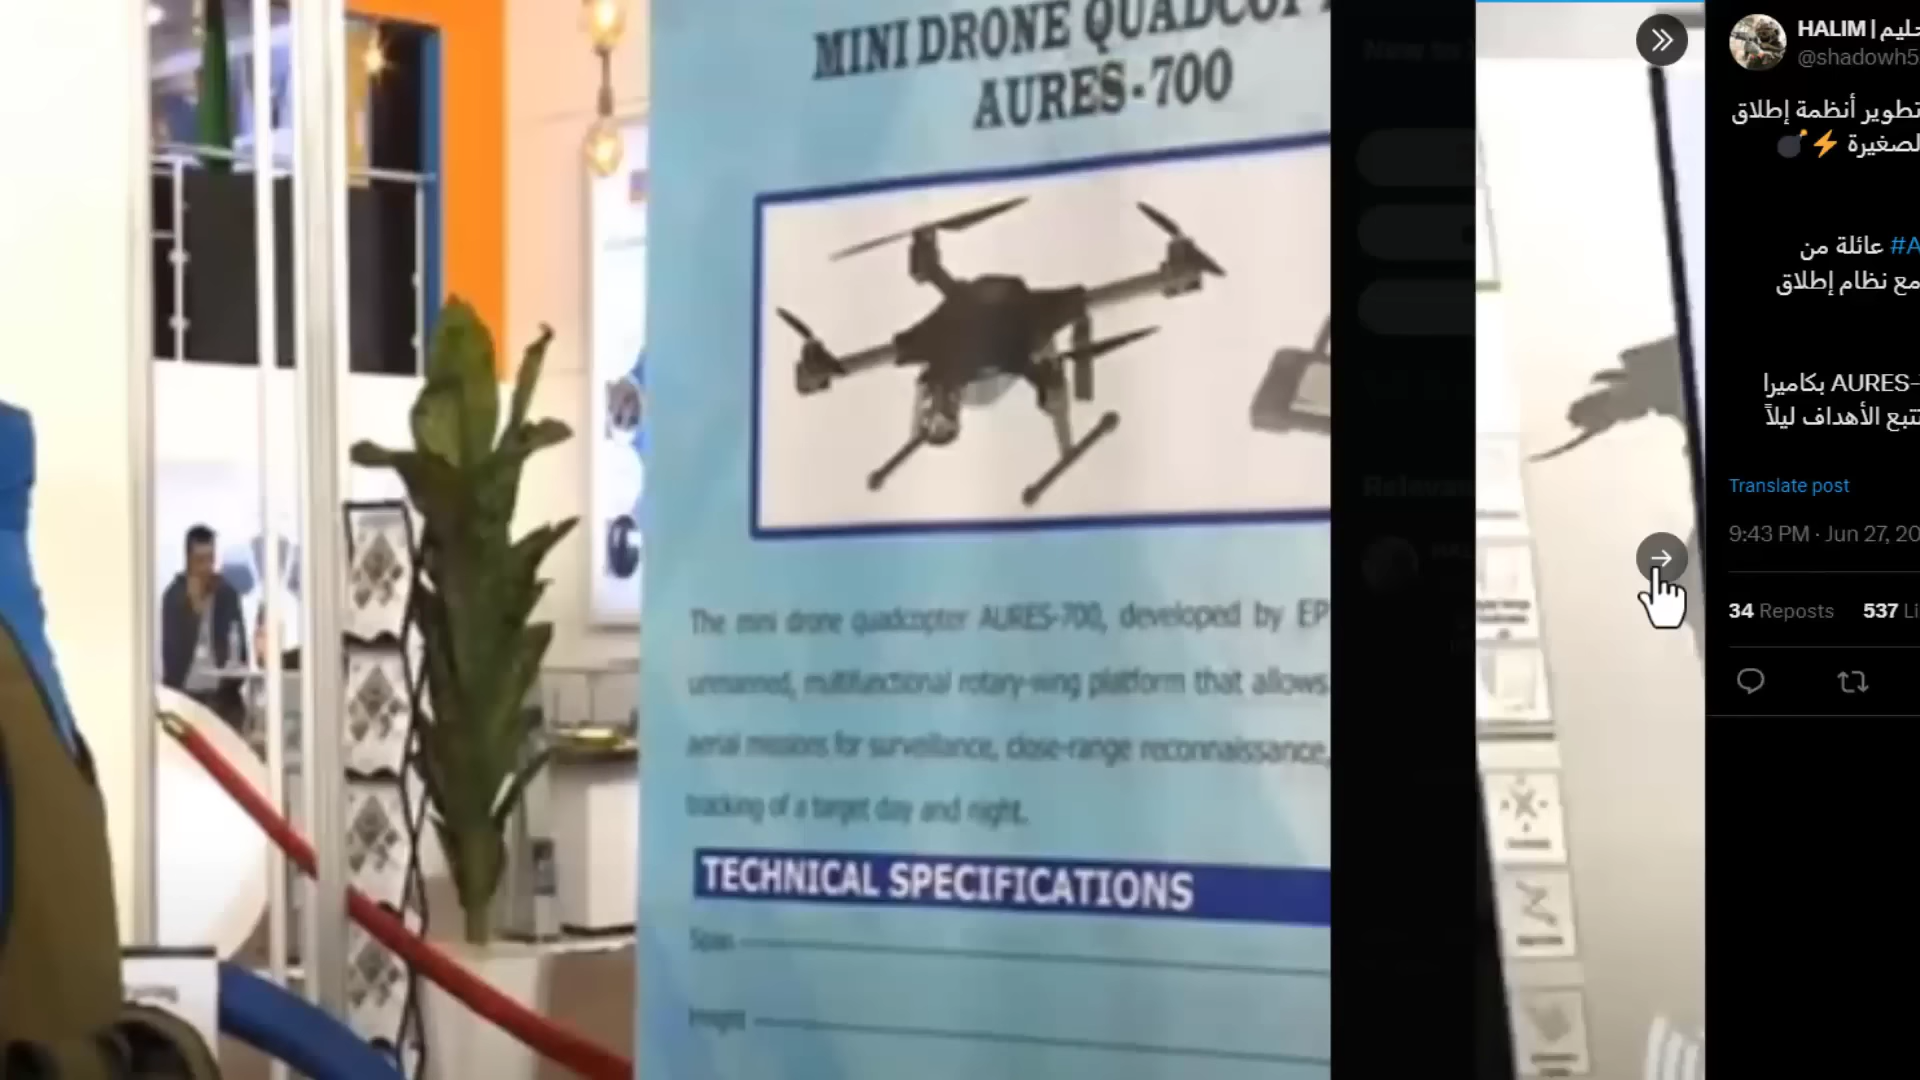 MINI DRONE QUADCOP
AURES-700
The mini drone quadcopter AURES-700, developed by EP
unmanned, multifunctional rotary-wing platform that allows
aerial missions for surveillance, close-range reconnaissance,
tracking of a target day and night.
TECHNICAL SPECIFICATIONS
Span
Height
HALIM | حليم
@shadowh5
تطوير أنظمة إطلاق
لصغيرة ⚡💣
#A عائلة من
مع نظام إطلاق
AURES- بكاميرا
تتبع الأهداف ليلاً
Translate post
9:43 PM · Jun 27, 20
34 Reposts 537 Li